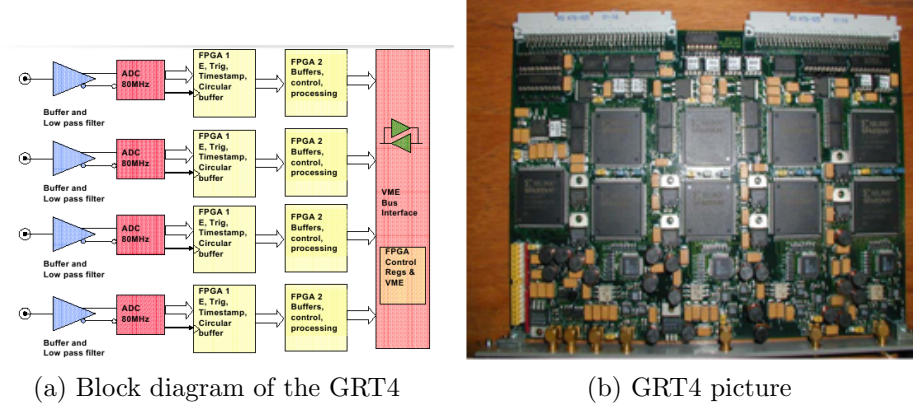 ADC
80MHz
FPGA 1
E, Trig,
Timestamp,
Circular
buffer
FPGA 2
Buffers,
control,
processing
Buffer and
Low pass filter
ADC
80MHz
FPGA 1
E, Trig,
Timestamp,
Circular
buffer
FPGA 2
Buffers,
control,
processing
Buffer and
Low pass filter
VME
Bus
Interface
ADC
80MHz
FPGA 1
E, Trig,
Timestamp,
Circular
buffer
FPGA 2
Buffers,
control,
processing
Buffer and
Low pass filter
FPGA
Control
Regs &
VME
ADC
80MHz
FPGA 1
E, Trig,
Timestamp,
Circular
buffer
FPGA 2
Buffers,
control,
processing
Buffer and
Low pass filter
(a) Block diagram of the GRT4
(b) GRT4 picture